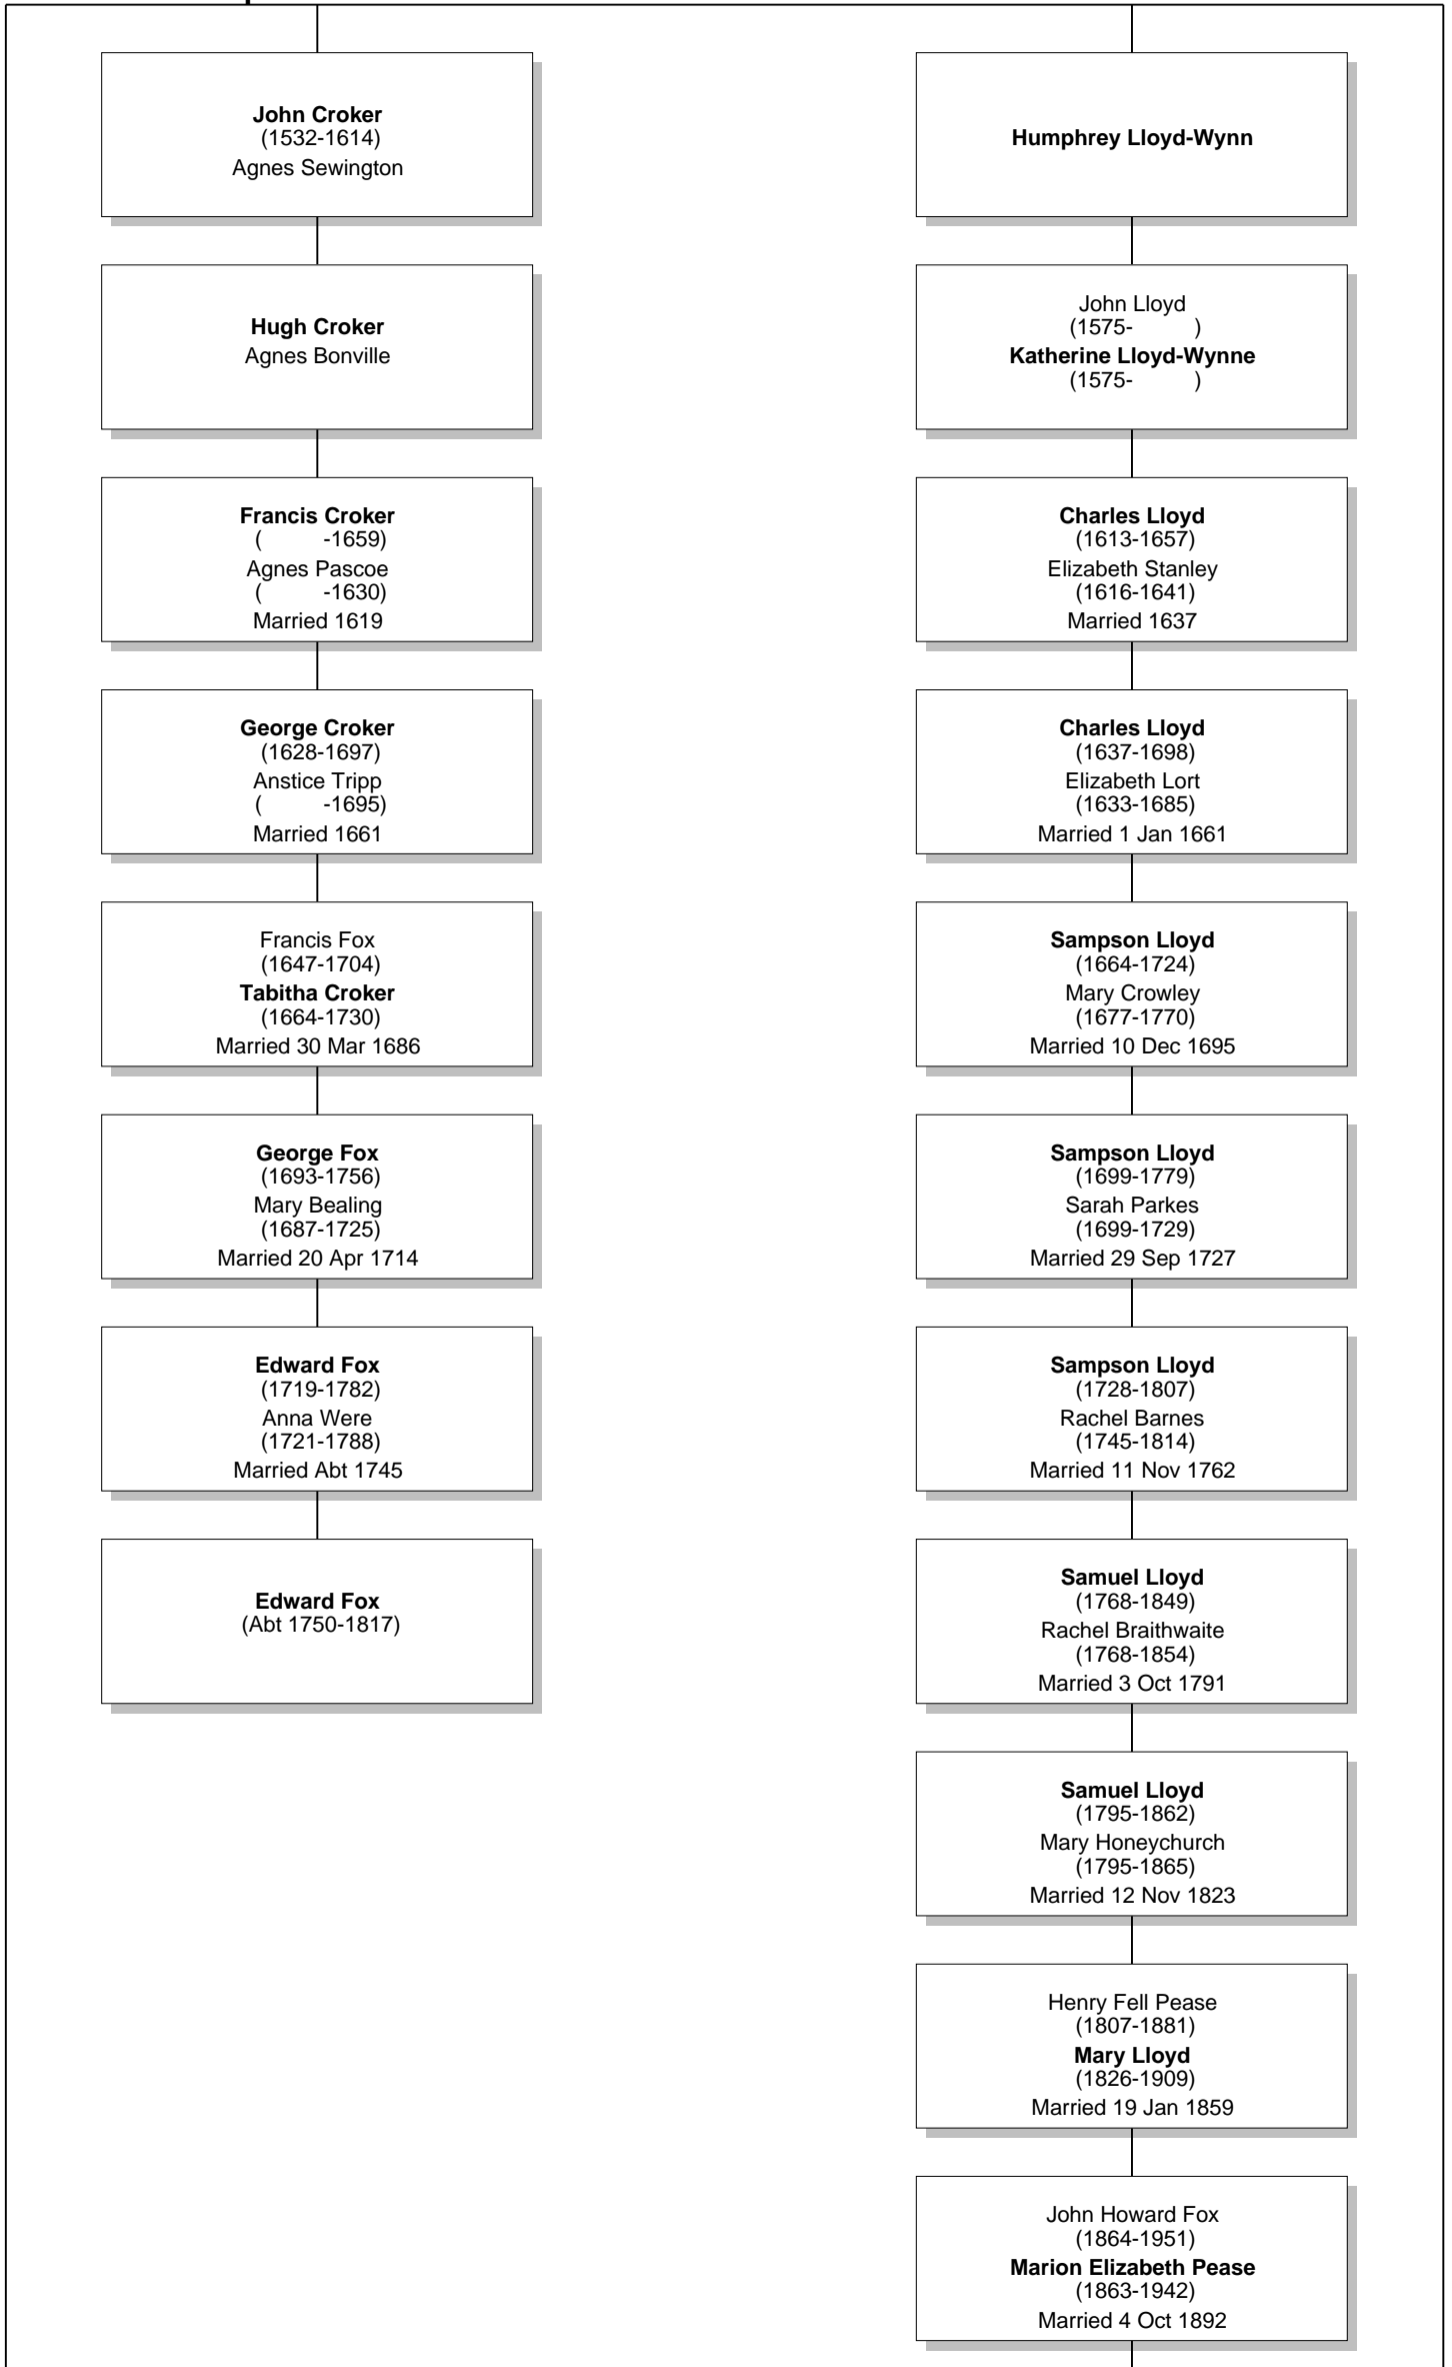 John Croker
(1532-1614)
Agnes Sewington
Hugh Croker
Agnes Bonville
Francis Croker
( -1659)
Agnes Pascoe
( -1630)
Married 1619
George Croker
(1628-1697)
Anstice Tripp
( -1695)
Married 1661
Francis Fox
(1647-1704)
Tabitha Croker
(1664-1730)
Married 30 Mar 1686
George Fox
(1693-1756)
Mary Bealing
(1687-1725)
Married 20 Apr 1714
Edward Fox
(1719-1782)
Anna Were
(1721-1788)
Married Abt 1745
Edward Fox
(Abt 1750-1817)
Humphrey Lloyd-Wynn
John Lloyd
(1575- )
Katherine Lloyd-Wynne
(1575- )
Charles Lloyd
(1613-1657)
Elizabeth Stanley
(1616-1641)
Married 1637
Charles Lloyd
(1637-1698)
Elizabeth Lort
(1633-1685)
Married 1 Jan 1661
Sampson Lloyd
(1664-1724)
Mary Crowley
(1677-1770)
Married 10 Dec 1695
Sampson Lloyd
(1699-1779)
Sarah Parkes
(1699-1729)
Married 29 Sep 1727
Sampson Lloyd
(1728-1807)
Rachel Barnes
(1745-1814)
Married 11 Nov 1762
Samuel Lloyd
(1768-1849)
Rachel Braithwaite
(1768-1854)
Married 3 Oct 1791
Samuel Lloyd
(1795-1862)
Mary Honeychurch
(1795-1865)
Married 12 Nov 1823
Henry Fell Pease
(1807-1881)
Mary Lloyd
(1826-1909)
Married 19 Jan 1859
John Howard Fox
(1864-1951)
Marion Elizabeth Pease
(1863-1942)
Married 4 Oct 1892